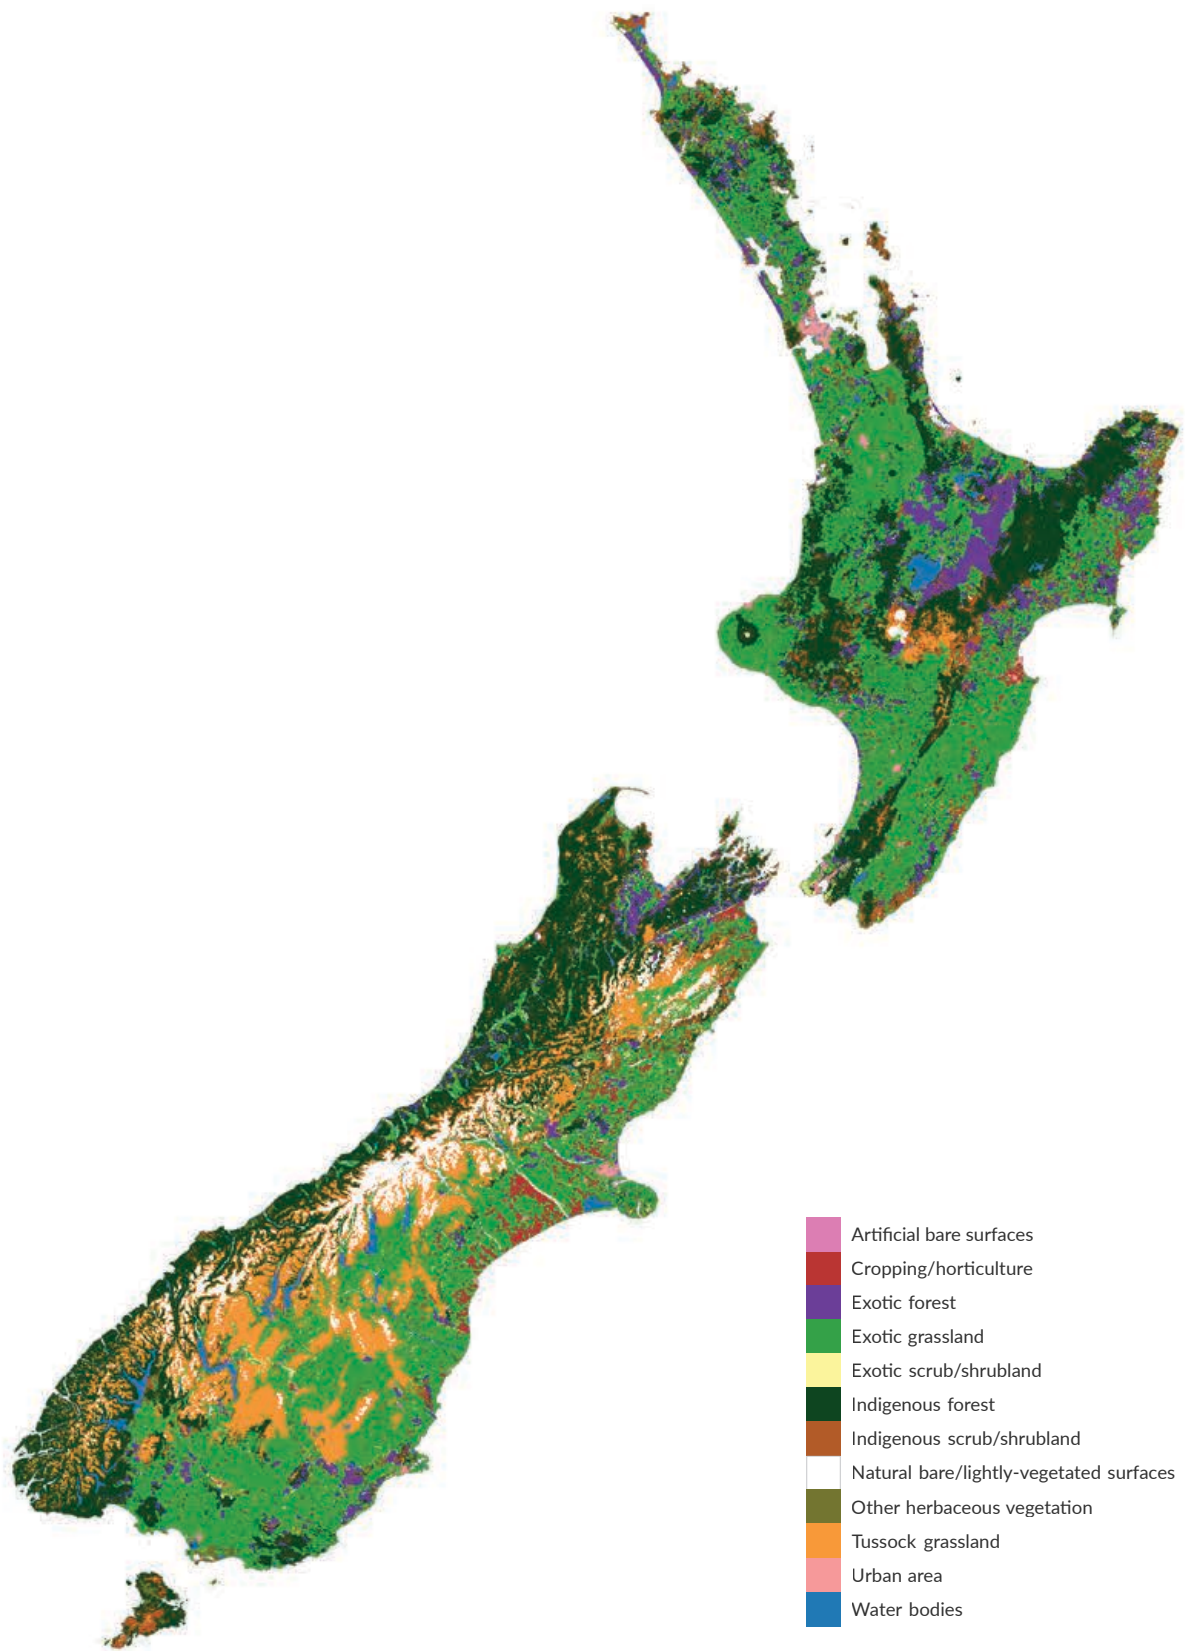 Artificial bare surfaces
Cropping/horticulture
Exotic forest
Exotic grassland
Exotic scrub/shrubland
Indigenous forest
Indigenous scrub/shrubland
Natural bare/lightly-vegetated surfaces
Other herbaceous vegetation
Tussock grassland
Urban area
Water bodies